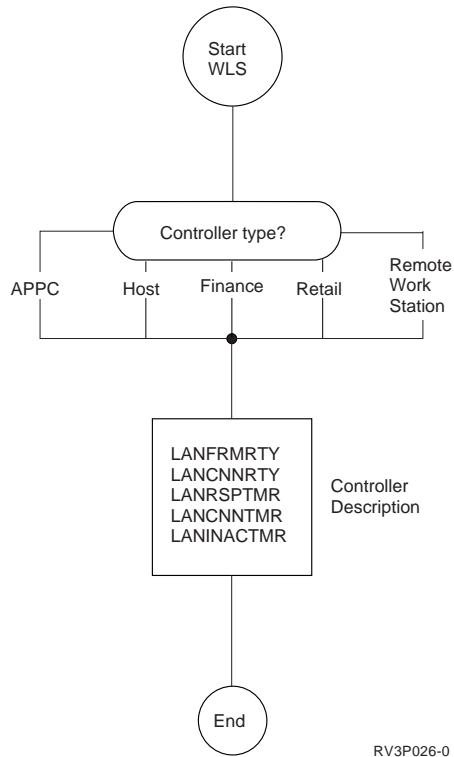 Start
WLS
Controller type?
APPC
Host
Finance
Retail
Remote
Work
Station
LANFRMRTY
LANCNNRTY
LANRSPTMR
LANCNNTMR
LANINACTMR
Controller
Description
End
RV3P026-0